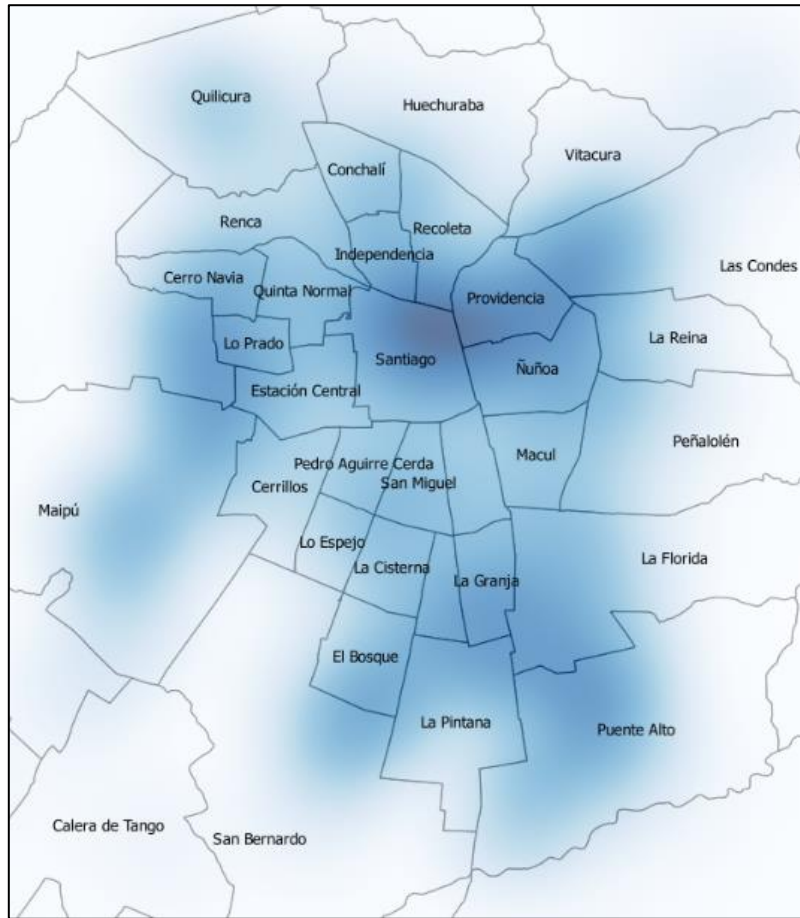 Quilicura
Huechuraba
Vitacura
Conchalí
Renca
Recoleta
Independencia
Las Condes
Cerro Navia
Quinta Normal
Providencia
La Reina
Lo Prado
Santiago
Ñuñoa
Estación Central
Peñalolén
Macul
Pedro Aguirre Cerda
San Miguel
Cerrillos
Maipú
Lo Espejo
La Cisterna
La Granja
La Florida
El Bosque
La Pintana
Puente Alto
Calera de Tango
San Bernardo